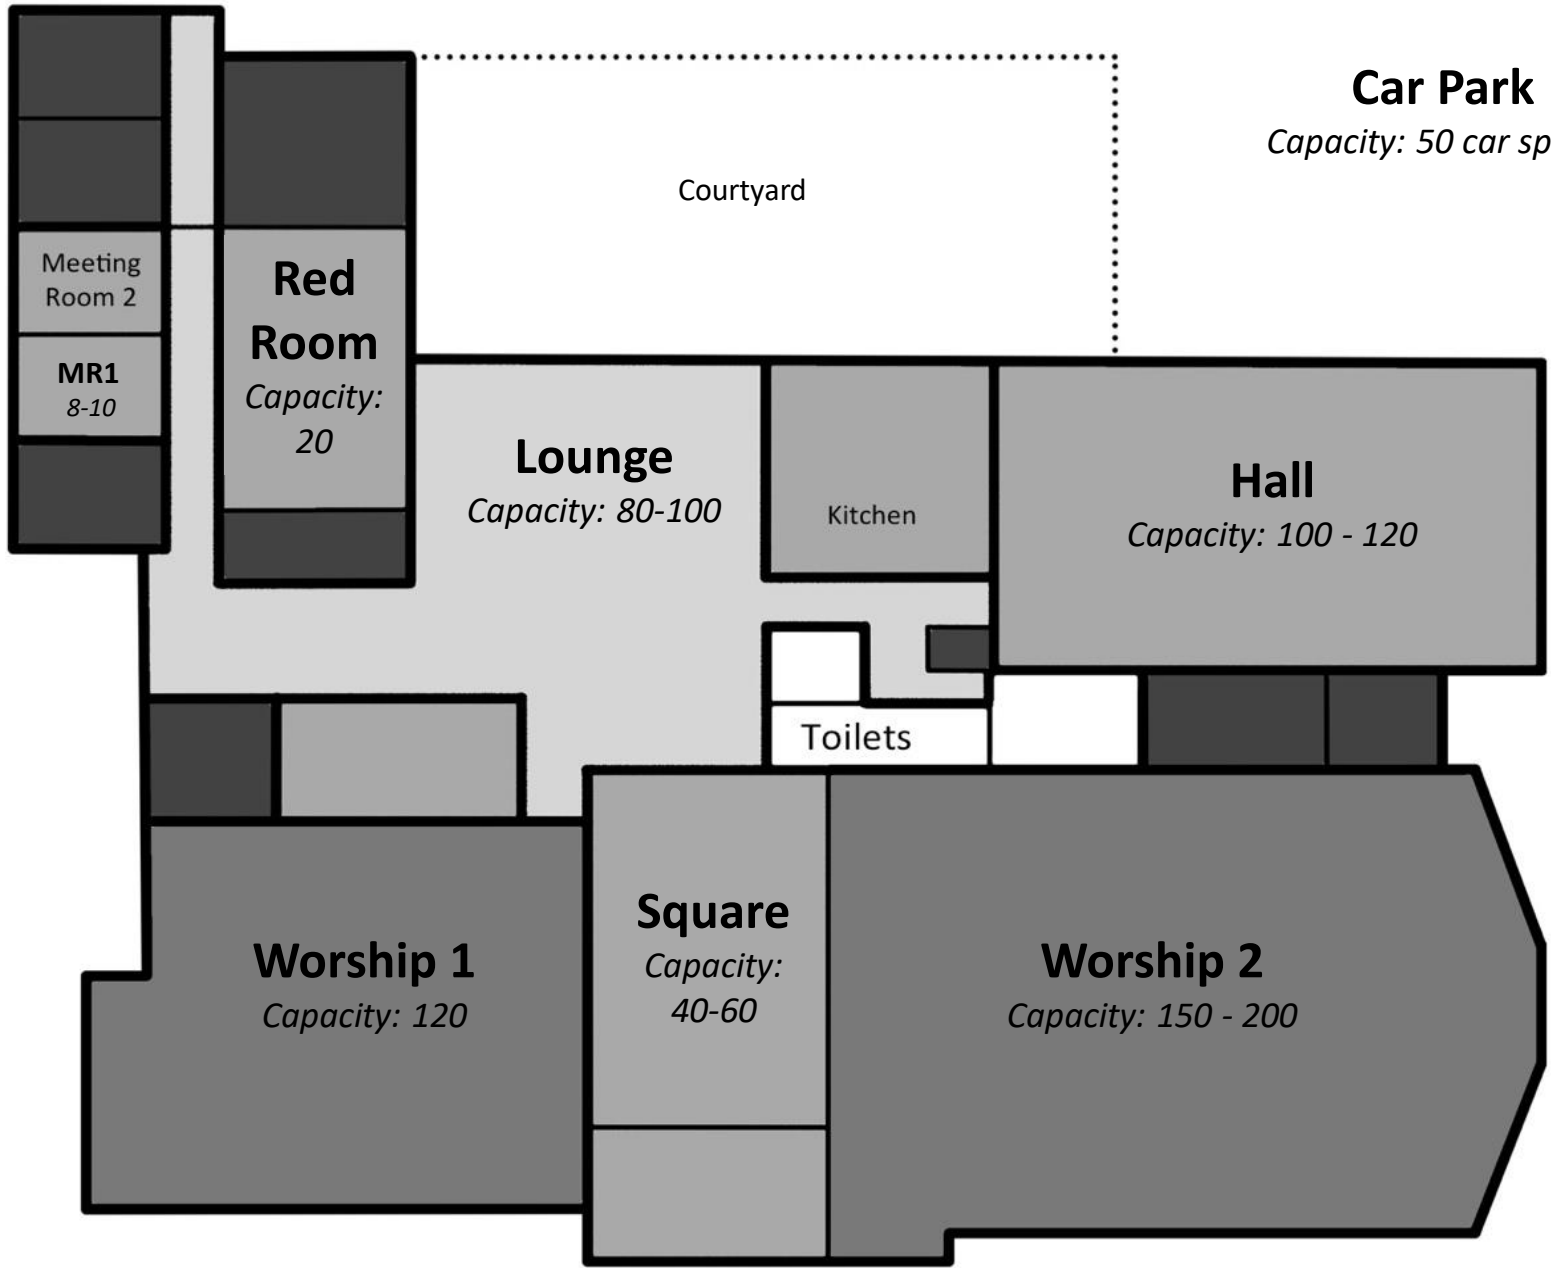 Car Park
Capacity: 50 car sp
Courtyard
Meeting
Room 2
MR1
8-10
Red
Room
Capacity:
20
Lounge
Capacity: 80-100
Kitchen
Hall
Capacity: 100 - 120
Toilets
Worship 1
Capacity: 120
Square
Capacity:
40-60
Worship 2
Capacity: 150 - 200